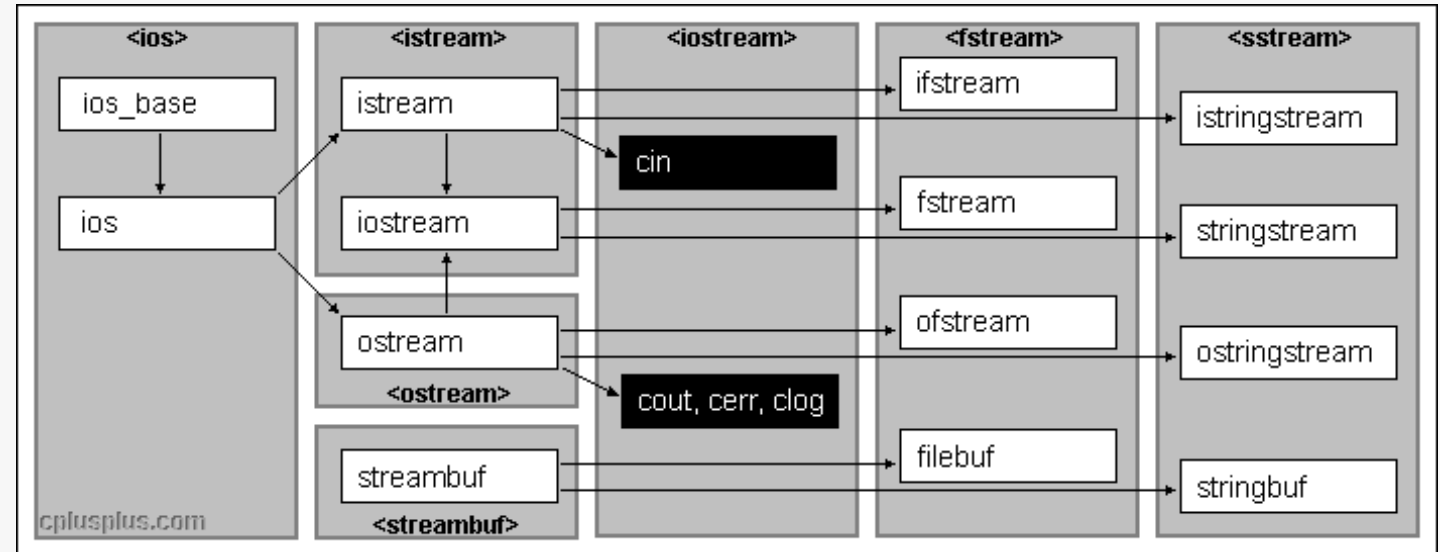 <ios>
ios_base
ios
cplusplus.com
<istream>
istream
iostream
ostream
<ostream>
streambuf
<streambuf>
<iostream>
cin
cout, cerr, clog
<fstream>
ifstream
fstream
ofstream
filebuf
<sstream>
istringstream
stringstream
ostringstream
stringbuf